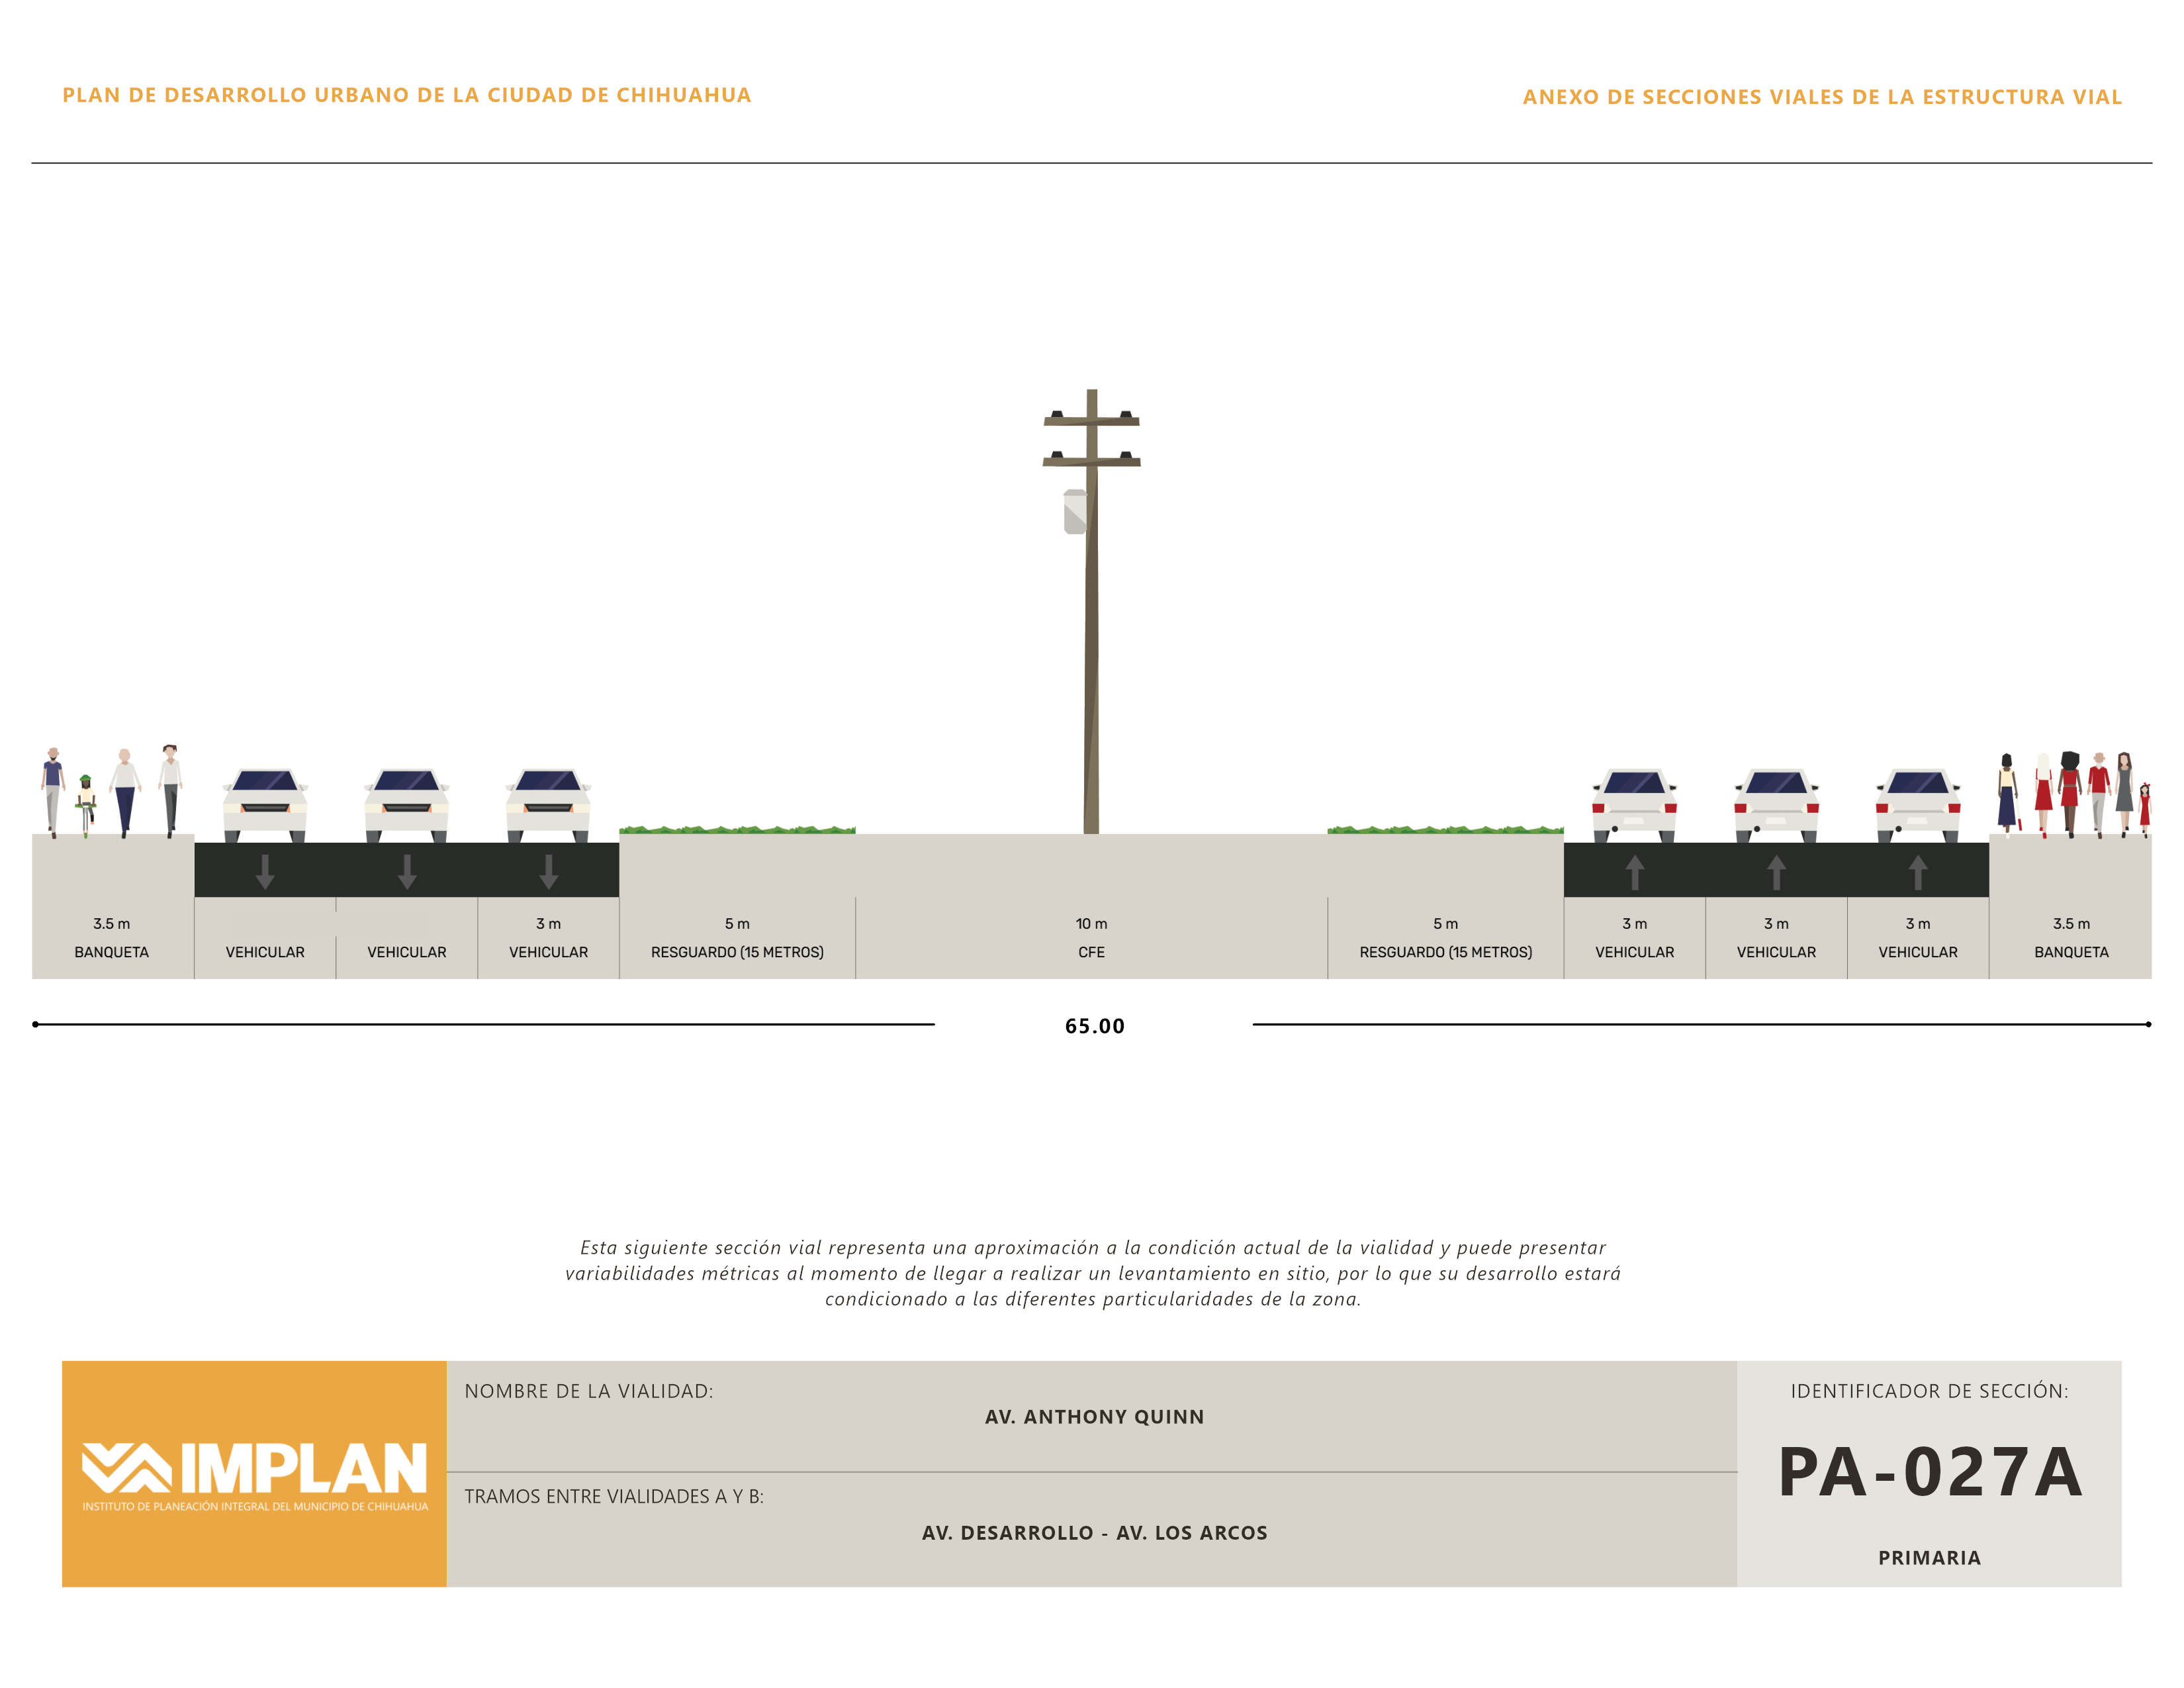 PLAN DE DESARROLLO URBANO DE LA CIUDAD DE CHIHUAHUA
ANEXO DE SECCIONES VIALES DE LA ESTRUCTURA VIAL
3.5 m
BANQUETA
VEHICULAR
VEHICULAR
3 m
VEHICULAR
5 m
RESGUARDO (15 METROS)
10 m
CFE
5 m
RESGUARDO (15 METROS)
3 m
VEHICULAR
3 m
VEHICULAR
3 m
VEHICULAR
3.5 m
BANQUETA
65.00
Esta siguiente sección vial representa una aproximación a la condición actual de la vialidad y puede presentar
variabilidades métricas al momento de llegar a realizar un levantamiento en sitio, por lo que su desarrollo estará
condicionado a las diferentes particularidades de la zona.
IMPLAN
INSTITUTO DE PLANEACIÓN INTEGRAL DEL MUNICIPIO DE CHIHUAHUA
NOMBRE DE LA VIALIDAD:
AV. ANTHONY QUINN
TRAMOS ENTRE VIALIDADES A Y B:
AV. DESARROLLO - AV. LOS ARCOS
IDENTIFICADOR DE SECCIÓN:
PA-027A
PRIMARIA